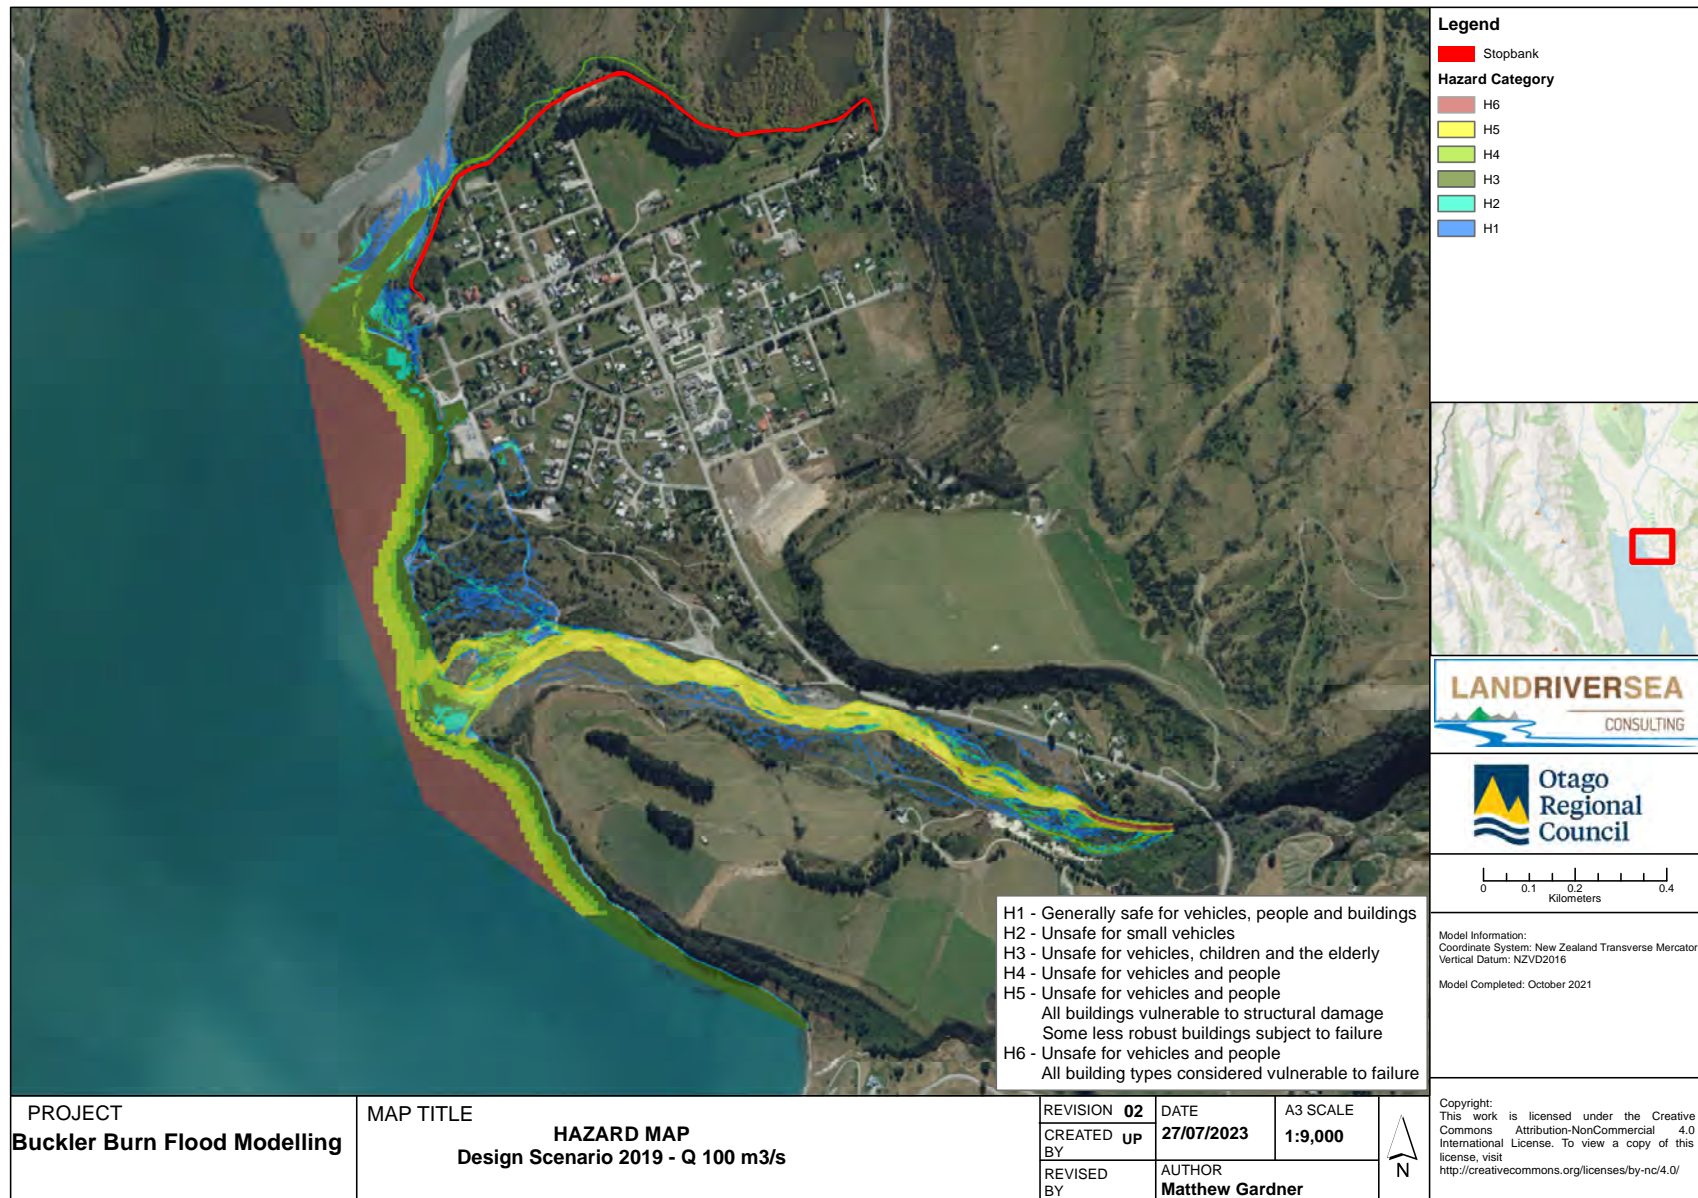 Legend
Stopbank
Hazard Category
H6
H5
H4
H3
H2
H1
LANDRIVERSEA
CONSULTING
Otago
Regional
Council
0 0.1 0.2 0.4
Kilometers
Model Information:
Coordinate System: New Zealand Transverse Mercator
Vertical Datum: NZVD2016
Model Completed: October 2021
H1 - Generally safe for vehicles, people and buildings
H2 - Unsafe for small vehicles
H3 - Unsafe for vehicles, children and the elderly
H4 - Unsafe for vehicles and people
H5 - Unsafe for vehicles and people
All buildings vulnerable to structural damage
Some less robust buildings subject to failure
H6 - Unsafe for vehicles and people
All building types considered vulnerable to failure
PROJECT
Buckler Burn Flood Modelling
MAP TITLE
HAZARD MAP
Design Scenario 2019 - Q 100 m3/s
REVISION 02
CREATED BY UP
REVISED BY
DATE
27/07/2023
A3 SCALE
1:9,000
AUTHOR
Matthew Gardner
N
Copyright:
This work is licensed under the Creative
Commons Attribution-NonCommercial 4.0
International License. To view a copy of this
license, visit
http://creativecommons.org/licenses/by-nc/4.0/